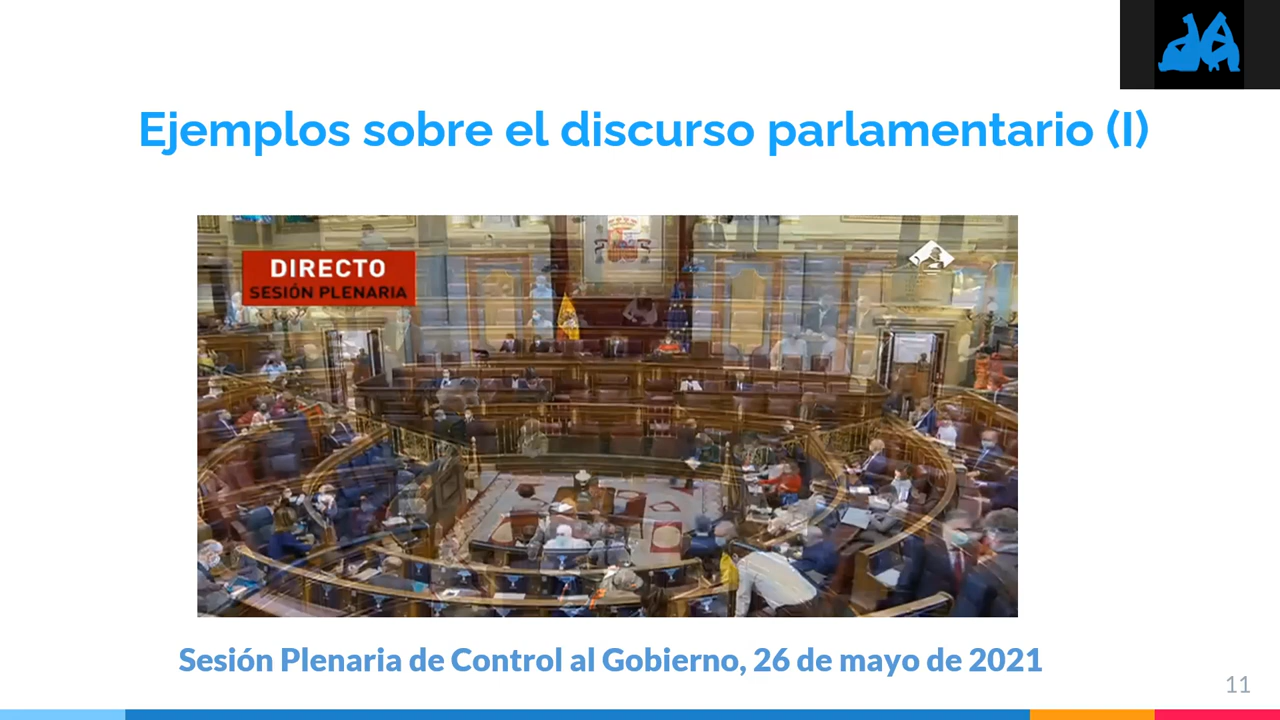 Ejemplos sobre el discurso parlamentario (I)
DIRECTO
SESIÓN PLENARIA
Sesión Plenaria de Control al Gobierno, 26 de mayo de 2021
11